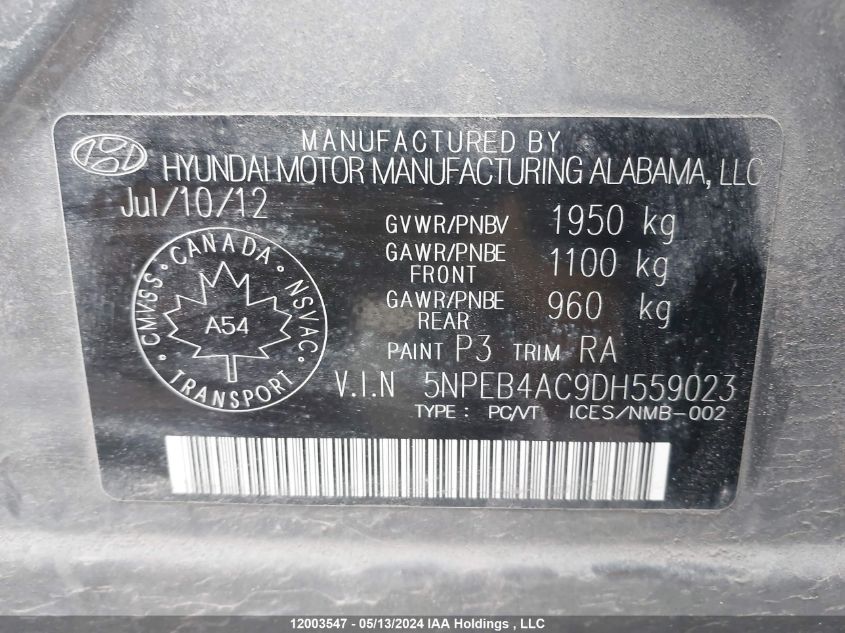 MANUFACTURED BY
HYUNDAI MOTOR MANUFACTURING ALABAMA, LLC
Jul/10/12
GVWR/PNBV 1950 kg
GAWR/PNBE FRONT 1100 kg
GAWR/PNBE REAR 960 kg
PAINT P3 TRIM RA
CANADA • NSVAC • TRANSPORT • CMVSS •
A54
V.I.N 5NPEB4AC9DH559023
TYPE : PC/VT ICES/NMB-002
12003547 - 05/13/2024 IAA Holdings , LLC